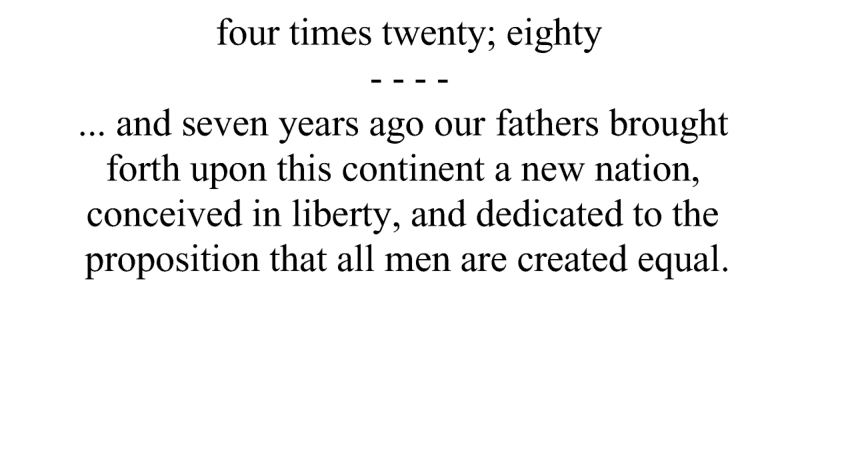 four times twenty; eighty
- - - -
... and seven years ago our fathers brought
forth upon this continent a new nation,
conceived in liberty, and dedicated to the
proposition that all men are created equal.